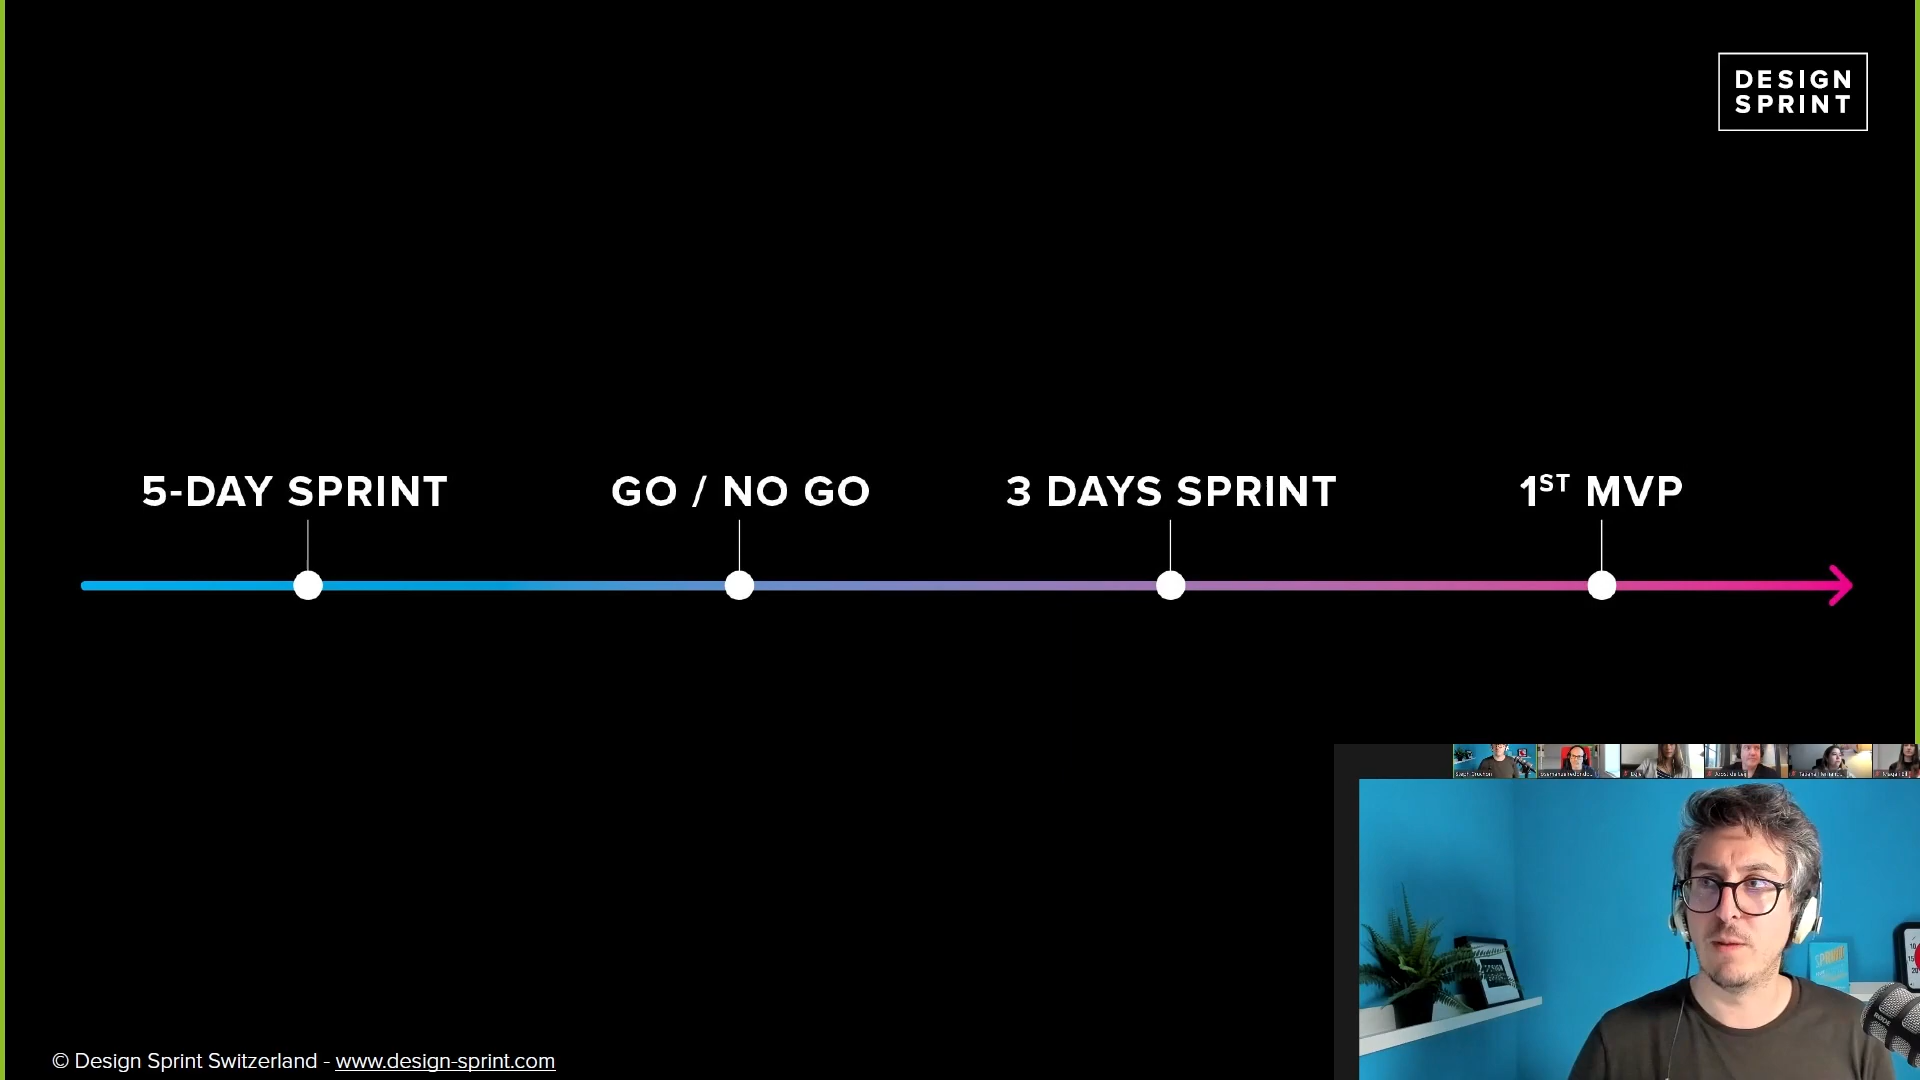 DESIGN
SPRINT
5-DAY SPRINT
GO / NO GO
3 DAYS SPRINT
1ST MVP
© Design Sprint Switzerland - www.design-sprint.com